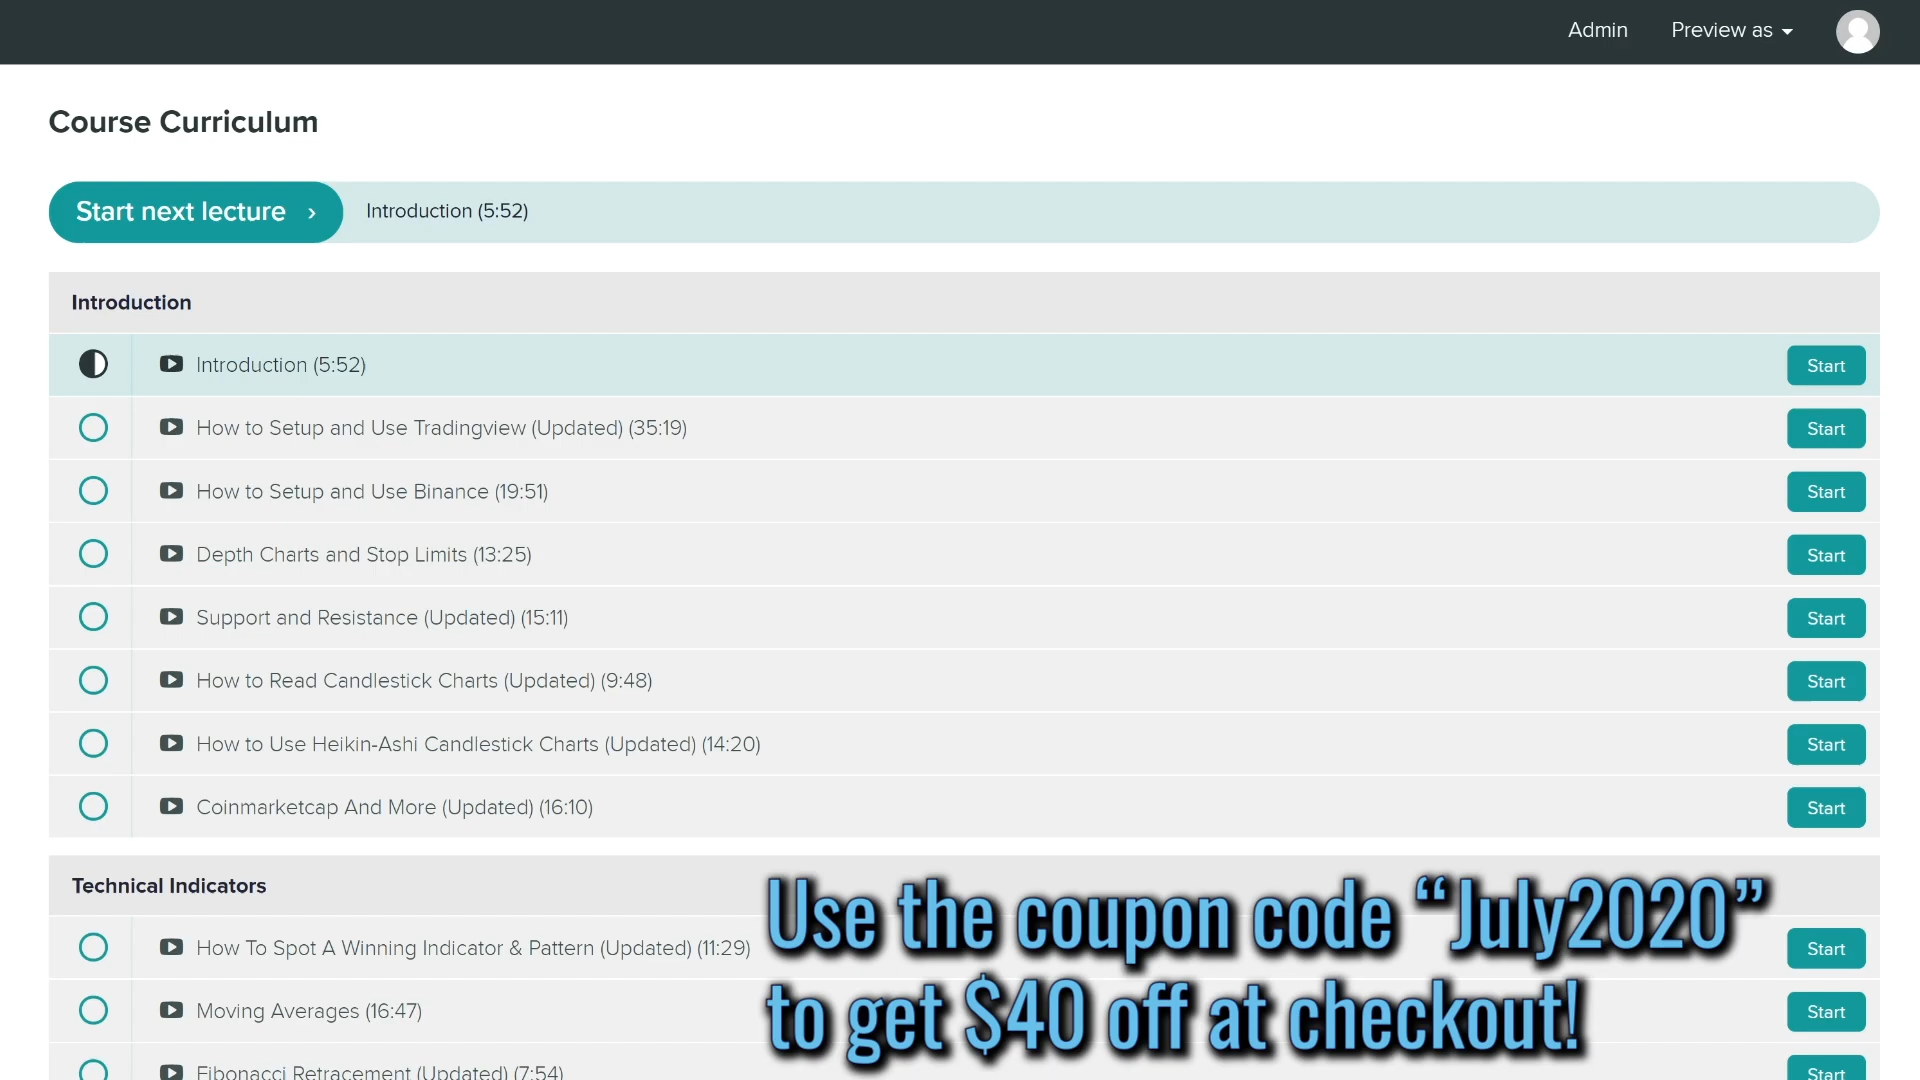 Admin
Preview as
Course Curriculum
Start next lecture ›
Introduction (5:52)
Introduction
Introduction (5:52)
Start
How to Setup and Use Tradingview (Updated) (35:19)
Start
How to Setup and Use Binance (19:51)
Start
Depth Charts and Stop Limits (13:25)
Start
Support and Resistance (Updated) (15:11)
Start
How to Read Candlestick Charts (Updated) (9:48)
Start
How to Use Heikin-Ashi Candlestick Charts (Updated) (14:20)
Start
Coinmarketcap And More (Updated) (16:10)
Start
Technical Indicators
How To Spot A Winning Indicator & Pattern (Updated) (11:29)
Start
Moving Averages (16:47)
Start
Fibonacci Retracement (Updated) (7:54)
Start
Use the coupon code “July2020”
to get $40 off at checkout!